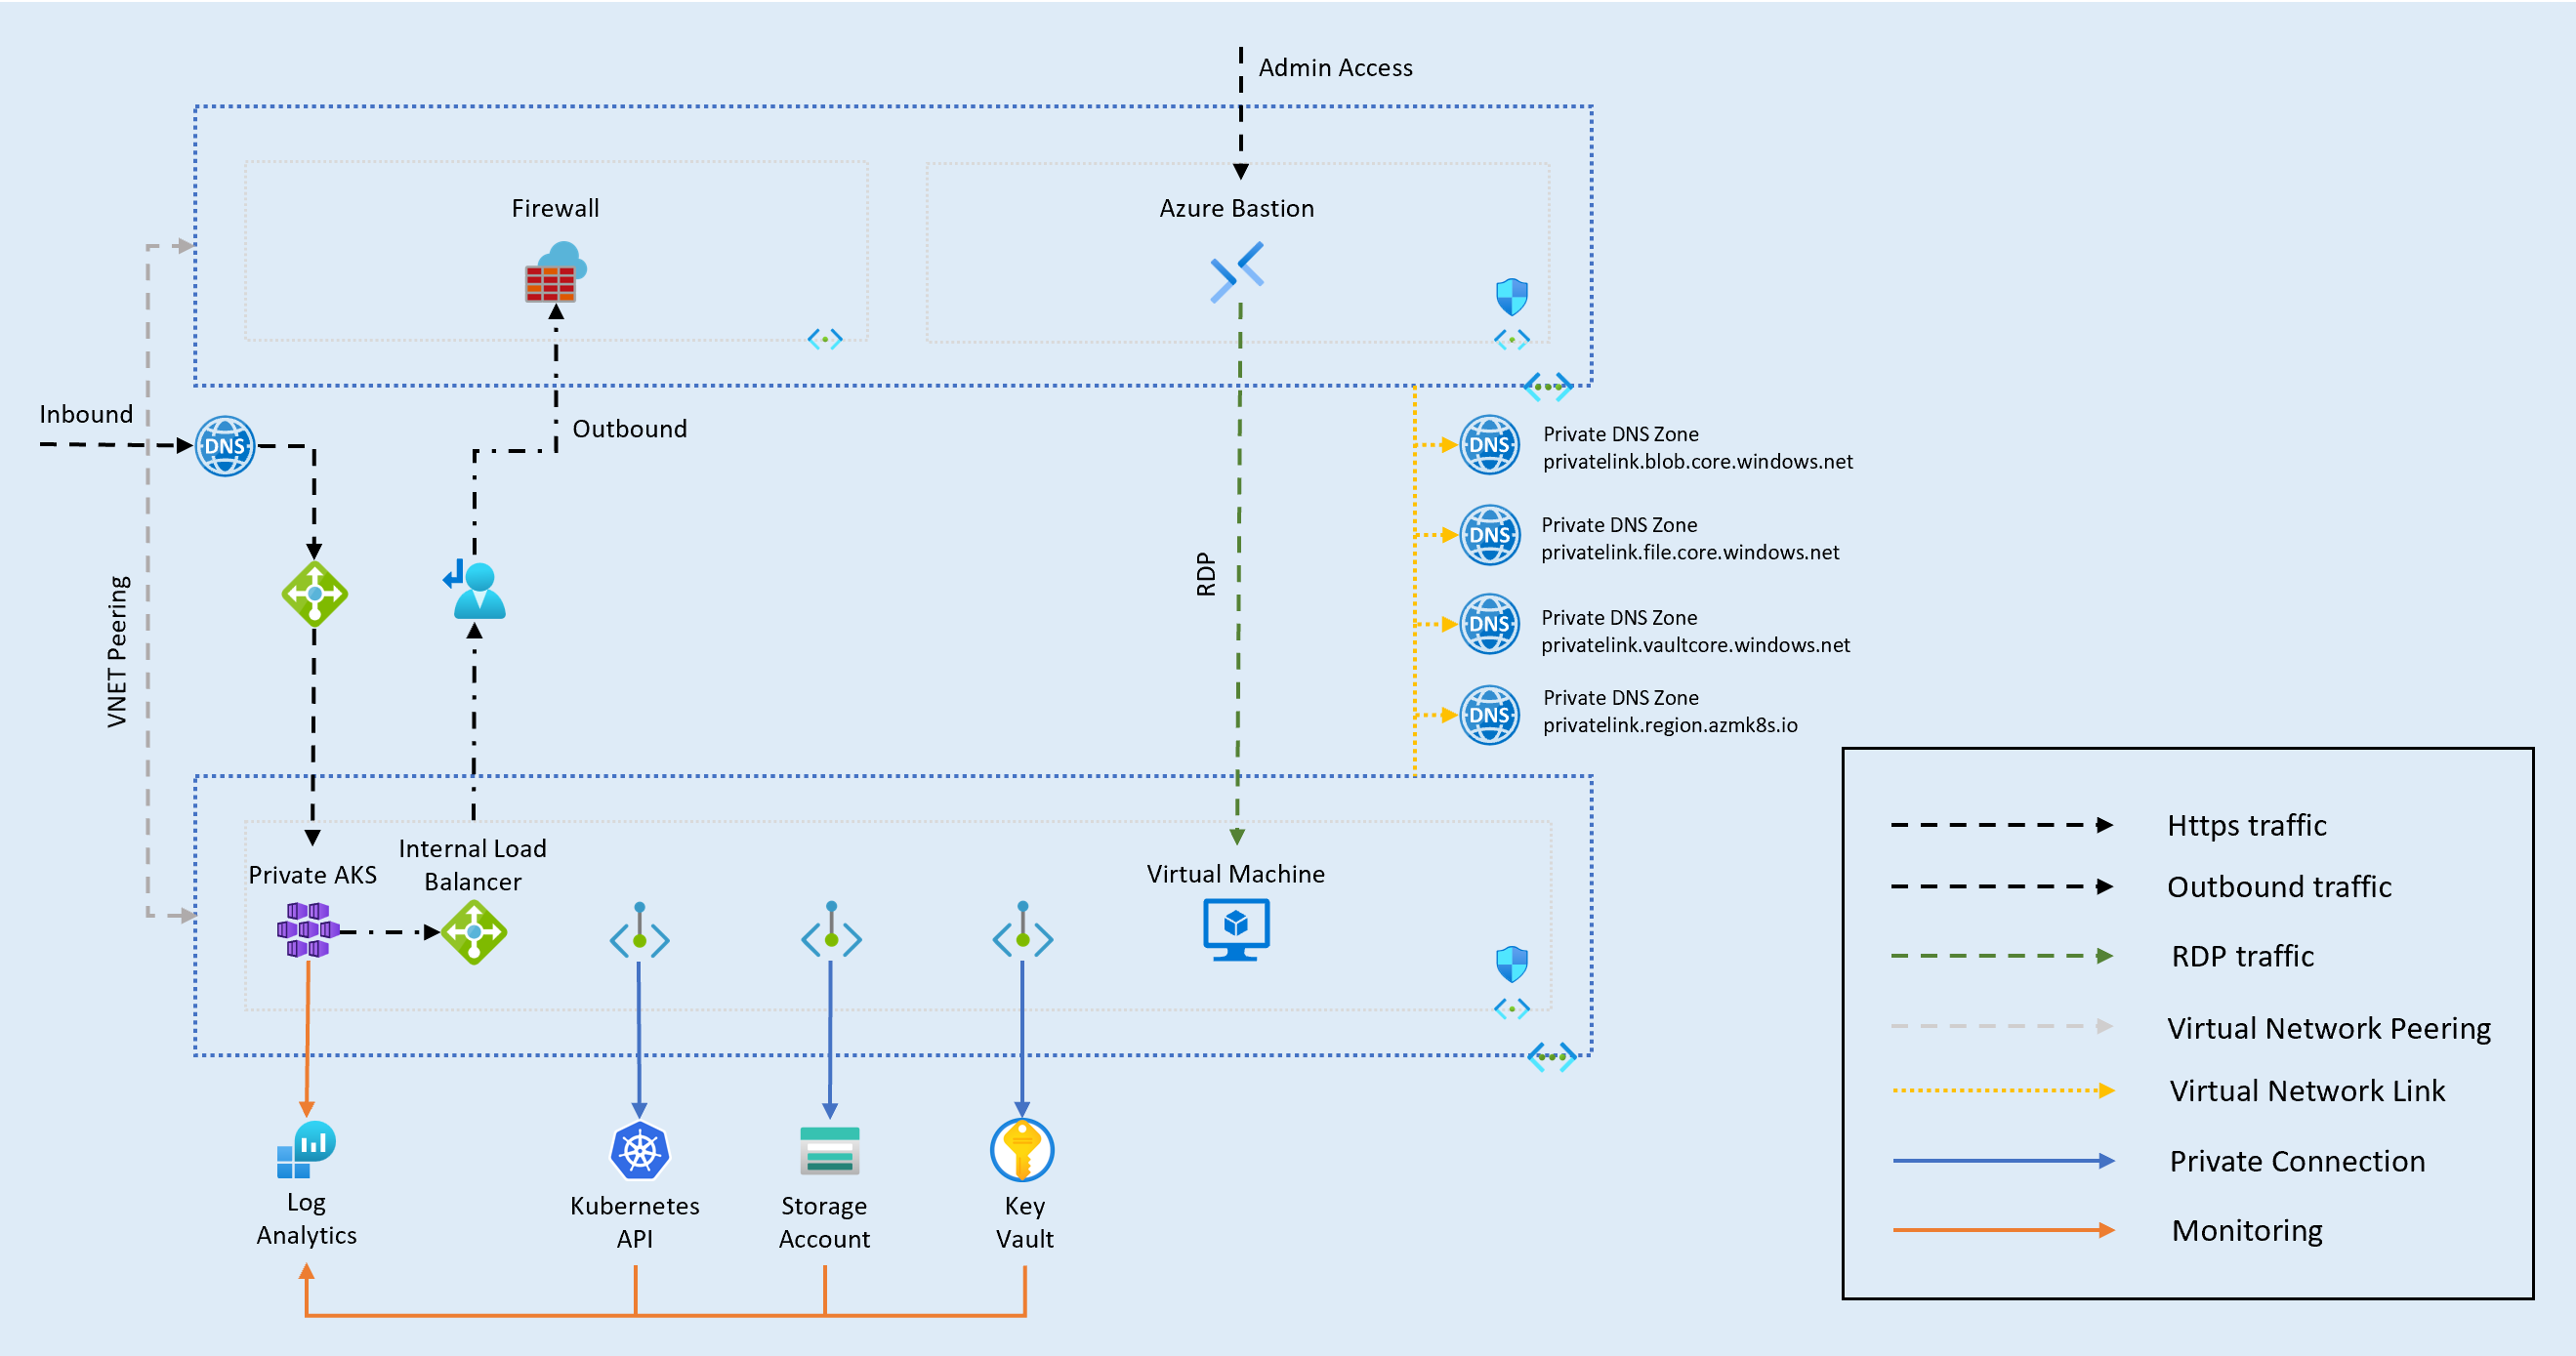 Admin Access
Firewall
Azure Bastion
Inbound
DNS
Outbound
DNS
Private DNS Zone
privatelink.blob.core.windows.net
DNS
Private DNS Zone
privatelink.file.core.windows.net
DNS
Private DNS Zone
privatelink.vaultcore.windows.net
DNS
Private DNS Zone
privatelink.region.azmk8s.io
VNET Peering
RDP
Private AKS
Internal Load
Balancer
Virtual Machine
Log
Analytics
Kubernetes
API
Storage
Account
Key
Vault
Https traffic
Outbound traffic
RDP traffic
Virtual Network Peering
Virtual Network Link
Private Connection
Monitoring